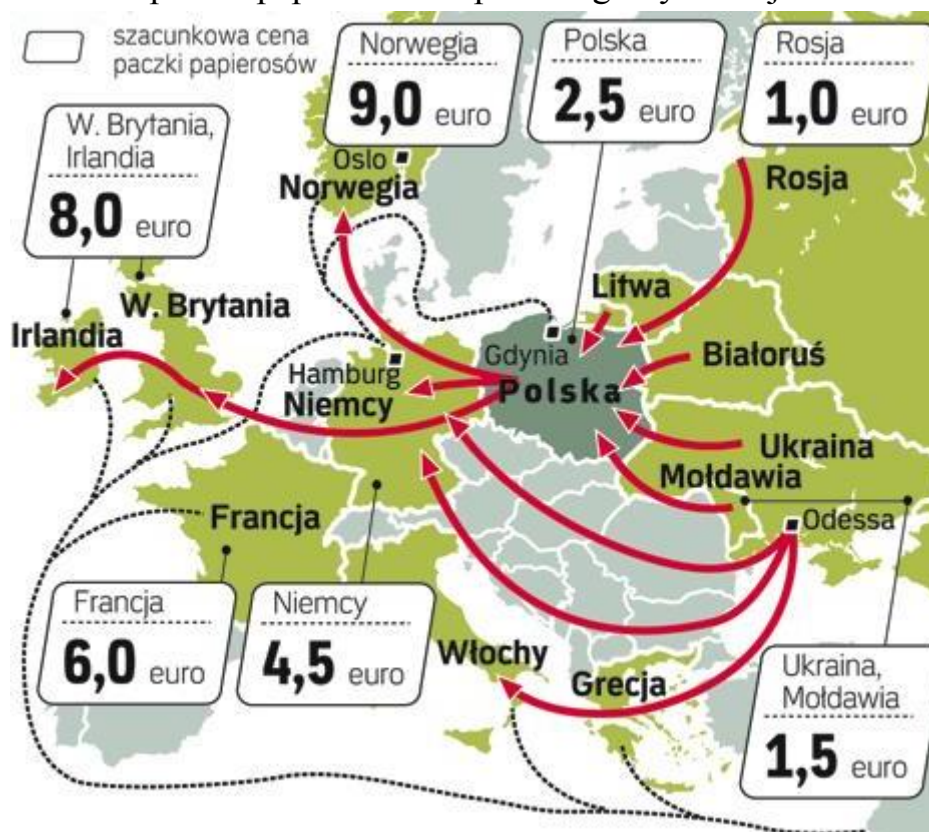 szacunkowa cena
paczki papierosów
Norwegia
9,0 euro
Polska
2,5 euro
Rosja
1,0 euro
W. Brytania,
Irlandia
8,0 euro
Oslo
Norwegia
Rosja
W. Brytania
Irlandia
Litwa
Gdynia
Polska
Białoruś
Hamburg
Niemcy
Ukraina
Mołdawia
Odessa
Francja
Francja
6,0 euro
Niemcy
4,5 euro
Włochy
Grecja
Ukraina,
Mołdawia
1,5 euro